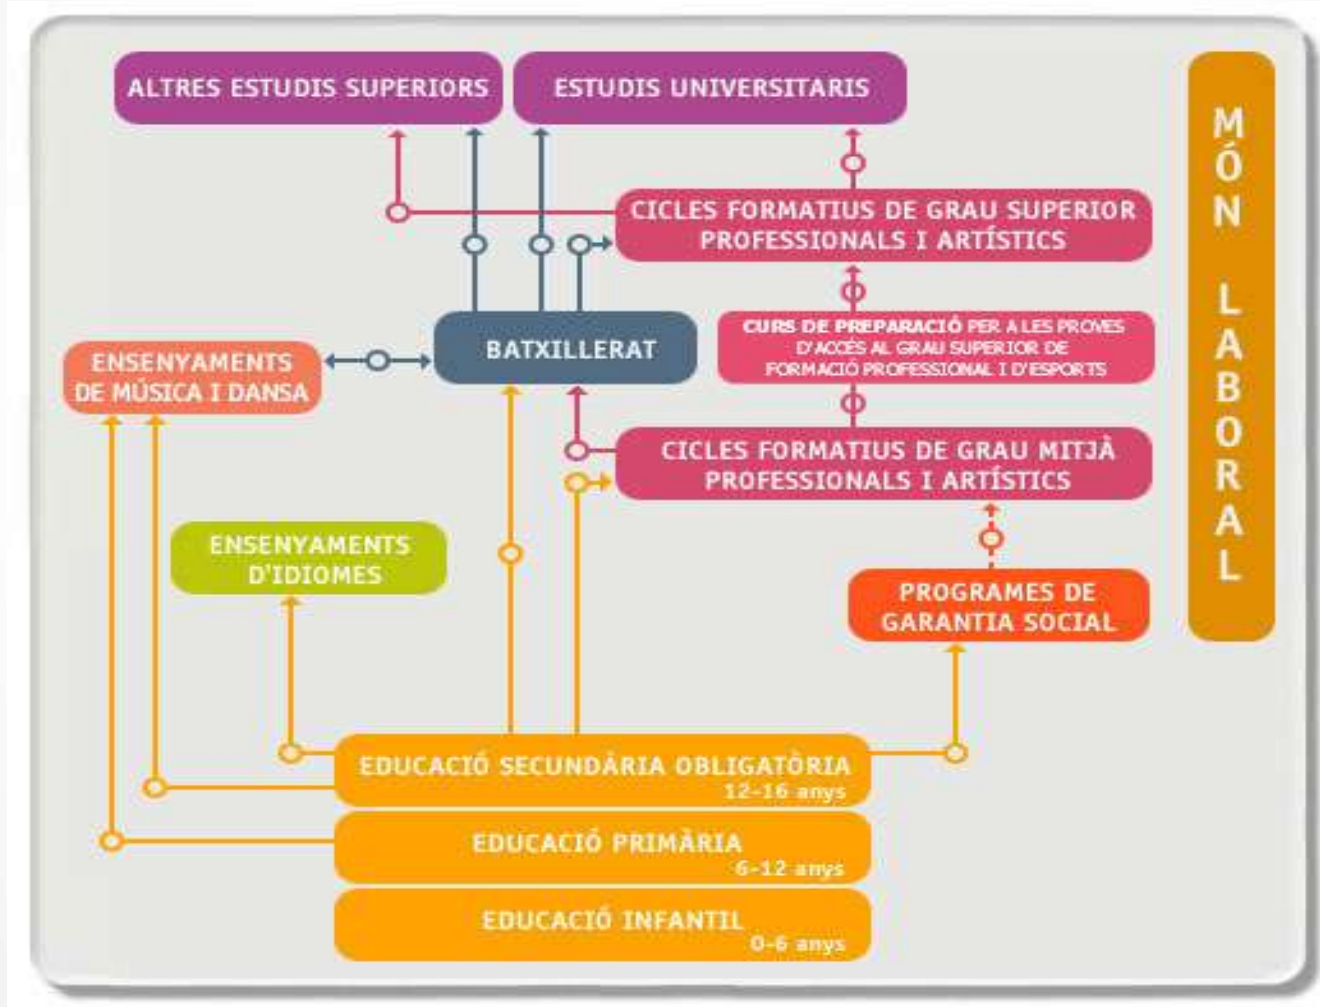 ALTRES ESTUDIS SUPERIORS
ESTUDIS UNIVERSITARIS
CICLES FORMATIUS DE GRAU SUPERIOR
PROFESSIONALS I ARTÍSTICS
CURS DE PREPARACIÓ PER A LES PROVES
D'ACCÉS AL GRAU SUPERIOR DE
FORMACIÓ PROFESSIONAL I D'ESPORTS
BATXILLERAT
ENSENYAMENTS
DE MÚSICA I DANSA
CICLES FORMATIUS DE GRAU MITJÀ
PROFESSIONALS I ARTÍSTICS
ENSENYAMENTS
D'IDIOMES
PROGRAMES DE
GARANTIA SOCIAL
EDUCACIÓ SECUNDÀRIA OBLIGATÒRIA
12-16 anys
EDUCACIÓ PRIMÀRIA
6-12 anys
EDUCACIÓ INFANTIL
0-6 anys
MÓN LABORAL